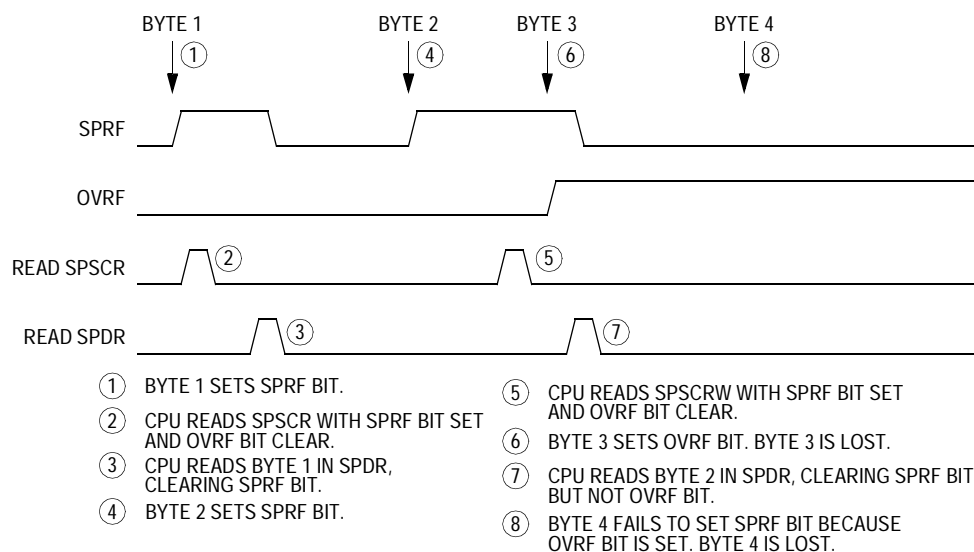 BYTE 1 BYTE 2 BYTE 3 BYTE 4
1 4 6 8
SPRF
OVRF
READ SPSCR 2 5
READ SPDR 3 7
1 BYTE 1 SETS SPRF BIT.
2 CPU READS SPSCR WITH SPRF BIT SET
AND OVRF BIT CLEAR.
3 CPU READS BYTE 1 IN SPDR,
CLEARING SPRF BIT.
4 BYTE 2 SETS SPRF BIT.
5 CPU READS SPSCRW WITH SPRF BIT SET
AND OVRF BIT CLEAR.
6 BYTE 3 SETS OVRF BIT. BYTE 3 IS LOST.
7 CPU READS BYTE 2 IN SPDR, CLEARING SPRF BIT
BUT NOT OVRF BIT.
8 BYTE 4 FAILS TO SET SPRF BIT BECAUSE
OVRF BIT IS SET. BYTE 4 IS LOST.